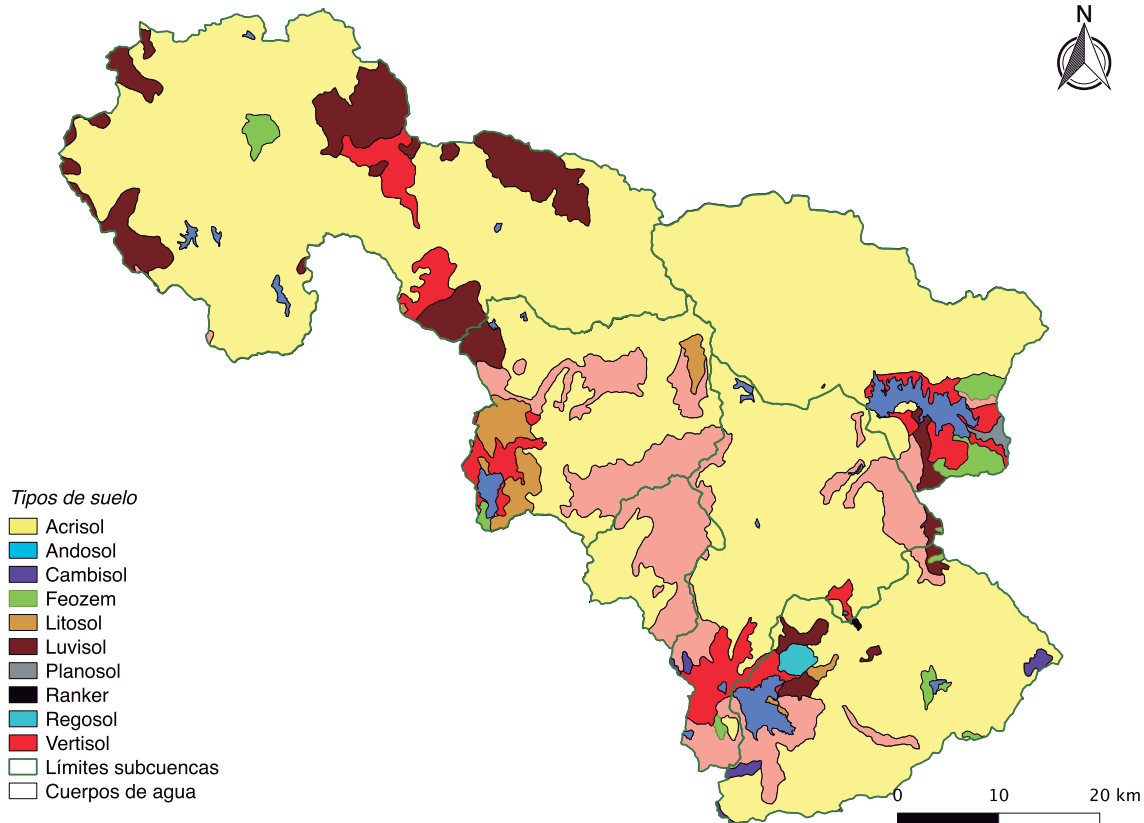 N
Tipos de suelo
Acrisol
Andosol
Cambisol
Feozem
Litosol
Luvisol
Planosol
Ranker
Regosol
Vertisol
Límites subcuencas
Cuerpos de agua
0 10 20 km